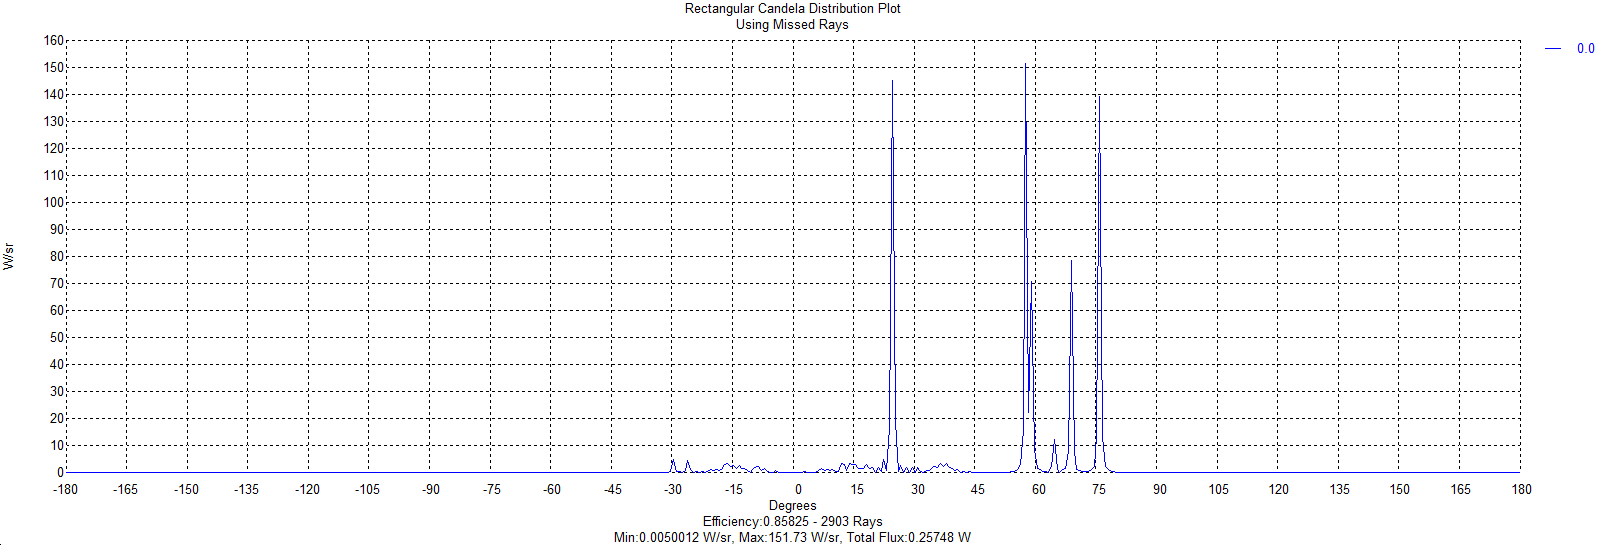 Rectangular Candela Distribution Plot
Using Missed Rays
0.0
W/sr
160
150
140
130
120
110
100
90
80
70
60
50
40
30
20
10
0
-180 -165 -150 -135 -120 -105 -90 -75 -60 -45 -30 -15 0 15 30 45 60 75 90 105 120 135 150 165 180
Degrees
Efficiency:0.85825 - 2903 Rays
Min:0.0050012 W/sr, Max:151.73 W/sr, Total Flux:0.25748 W